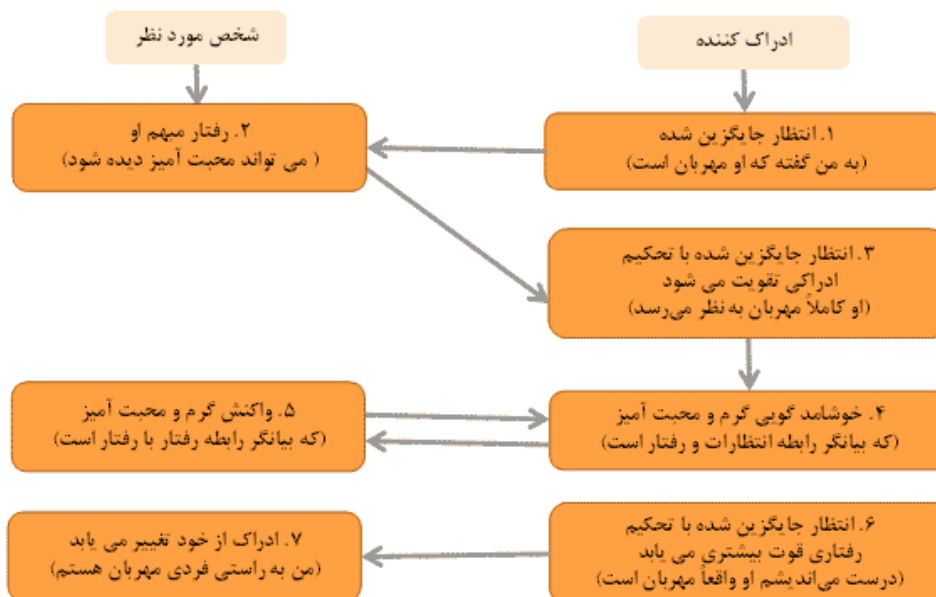 ادراک کننده
شخص مورد نظر
۱. انتظار جایگزین شده
(به من گفته که او مهربان است)
۲. رفتار مبهم او
( می تواند محبت آمیز دیده شود)
۳. انتظار جایگزین شده با تحکیم
ادراکی تقویت می شود
(او کاملاً مهربان به نظر می‌رسد)
۴. خوشامد گویی گرم و محبت آمیز
(که بیانگر رابطه انتظارات و رفتار است)
۵. واکنش گرم و محبت آمیز
(که بیانگر رابطه رفتار با رفتار است)
۶. انتظار جایگزین شده با تحکیم
رفتاری قوت بیشتری می یابد
(درست می‌اندیشم او واقعاً مهربان است)
۷. ادراک از خود تغییر می یابد
(من به راستی فردی مهربان هستم)